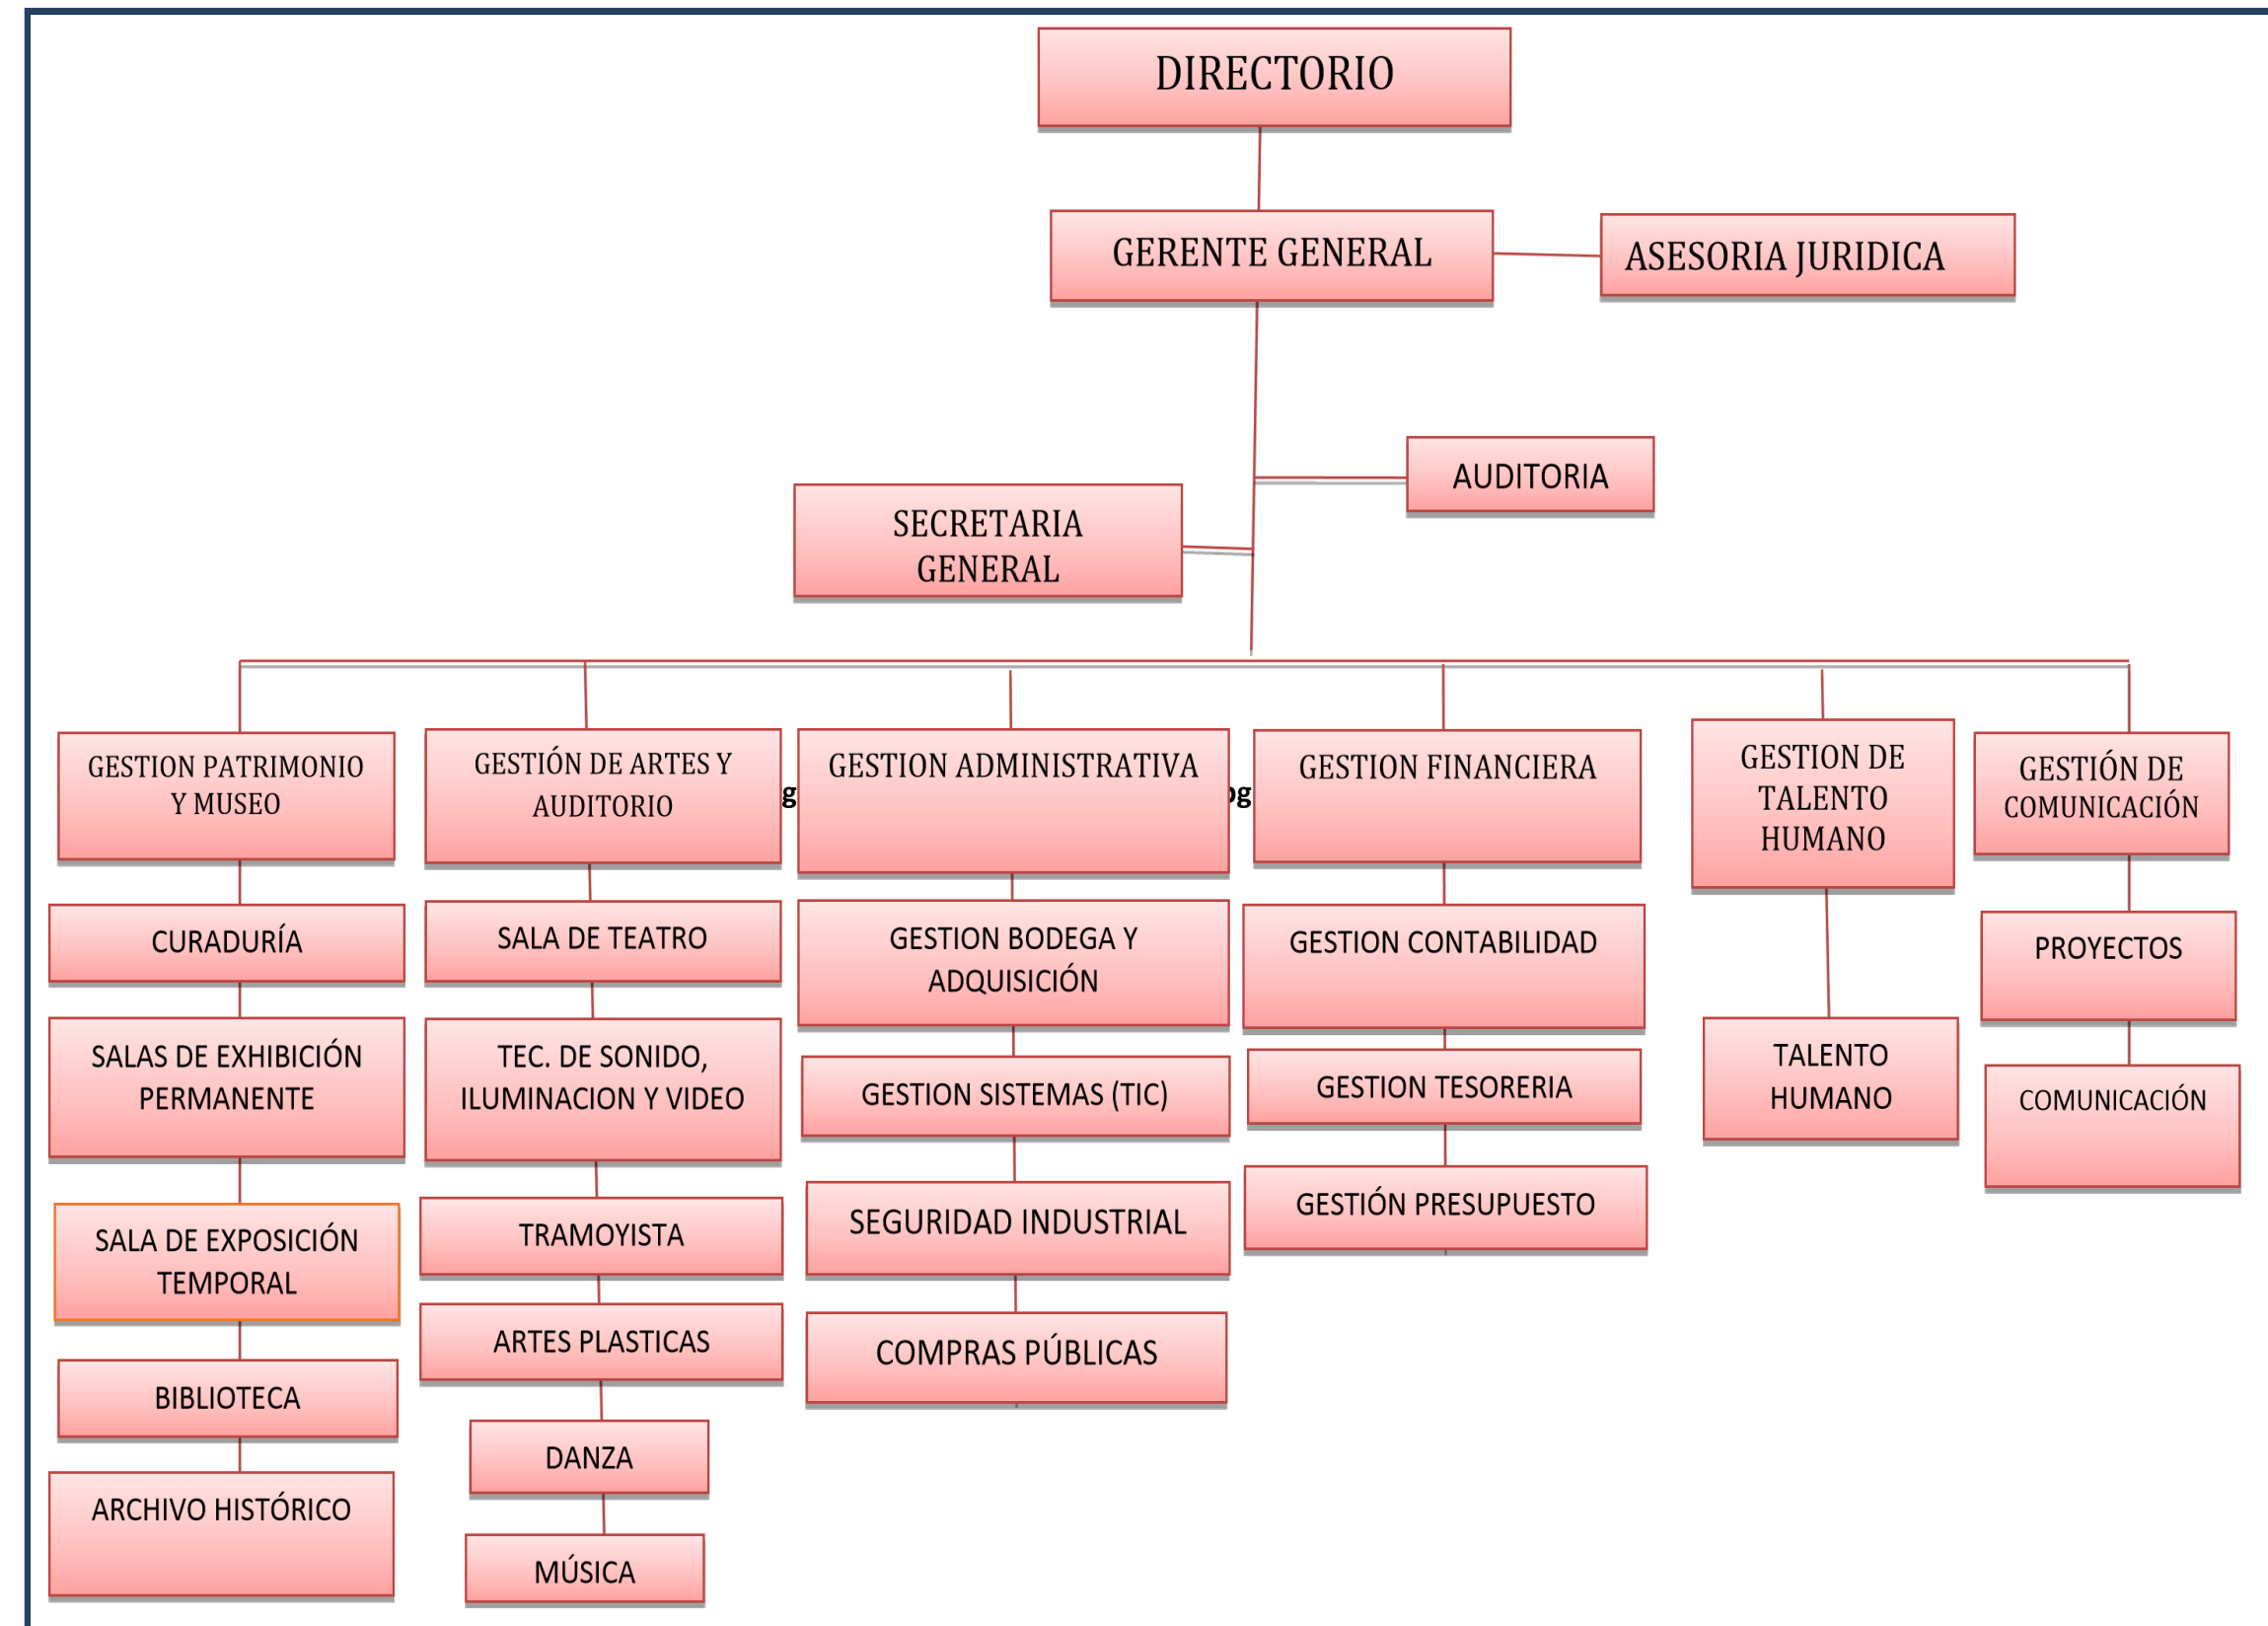 DIRECTORIO
GERENTE GENERAL
ASESORIA JURIDICA
AUDITORIA
SECRETARIA
GENERAL
GESTION PATRIMONIO
Y MUSEO
CURADURÍA
SALAS DE EXHIBICIÓN
PERMANENTE
SALA DE EXPOSICIÓN
TEMPORAL
BIBLIOTECA
ARCHIVO HISTÓRICO
GESTIÓN DE ARTES Y
AUDITORIO
SALA DE TEATRO
TEC. DE SONIDO,
ILUMINACION Y VIDEO
TRAMOYISTA
ARTES PLASTICAS
DANZA
MÚSICA
GESTION ADMINISTRATIVA
GESTION BODEGA Y
ADQUISICIÓN
GESTION SISTEMAS (TIC)
SEGURIDAD INDUSTRIAL
COMPRAS PÚBLICAS
GESTION FINANCIERA
GESTION CONTABILIDAD
GESTION TESORERIA
GESTIÓN PRESUPUESTO
GESTION DE
TALENTO
HUMANO
TALENTO
HUMANO
GESTIÓN DE
COMUNICACIÓN
PROYECTOS
COMUNICACIÓN